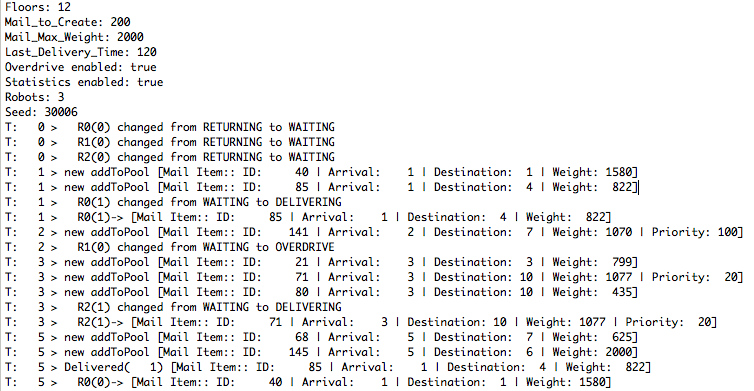 Floors: 12
Mail_to_Create: 200
Mail_Max_Weight: 2000
Last_Delivery_Time: 120
Overdrive enabled: true
Statistics enabled: true
Robots: 3
Seed: 30006
T:   0 >   R0(0) changed from RETURNING to WAITING
T:   0 >   R1(0) changed from RETURNING to WAITING
T:   0 >   R2(0) changed from RETURNING to WAITING
T:   1 > new addToPool [Mail Item:: ID:     40 | Arrival:    1 | Destination:  1 | Weight: 1580]
T:   1 > new addToPool [Mail Item:: ID:     85 | Arrival:    1 | Destination:  4 | Weight:  822]
T:   1 >   R0(1) changed from WAITING to DELIVERING
T:   1 >   R0(1)-> [Mail Item:: ID:     85 | Arrival:    1 | Destination:  4 | Weight:  822]
T:   2 > new addToPool [Mail Item:: ID:    141 | Arrival:    2 | Destination:  7 | Weight: 1070 | Priority: 100]
T:   2 >   R1(0) changed from WAITING to OVERDRIVE
T:   3 > new addToPool [Mail Item:: ID:     21 | Arrival:    3 | Destination:  3 | Weight:  799]
T:   3 > new addToPool [Mail Item:: ID:     71 | Arrival:    3 | Destination: 10 | Weight: 1077 | Priority:  20]
T:   3 > new addToPool [Mail Item:: ID:     80 | Arrival:    3 | Destination: 10 | Weight:  435]
T:   3 >   R2(1) changed from WAITING to DELIVERING
T:   3 >   R2(1)-> [Mail Item:: ID:     71 | Arrival:    3 | Destination: 10 | Weight: 1077 | Priority:  20]
T:   5 > new addToPool [Mail Item:: ID:     68 | Arrival:    5 | Destination:  7 | Weight:  625]
T:   5 > new addToPool [Mail Item:: ID:    145 | Arrival:    5 | Destination:  6 | Weight: 2000]
T:   5 > Delivered(   1) [Mail Item:: ID:     85 | Arrival:    1 | Destination:  4 | Weight:  822]
T:   5 >   R0(0)-> [Mail Item:: ID:     40 | Arrival:    1 | Destination:  1 | Weight: 1580]